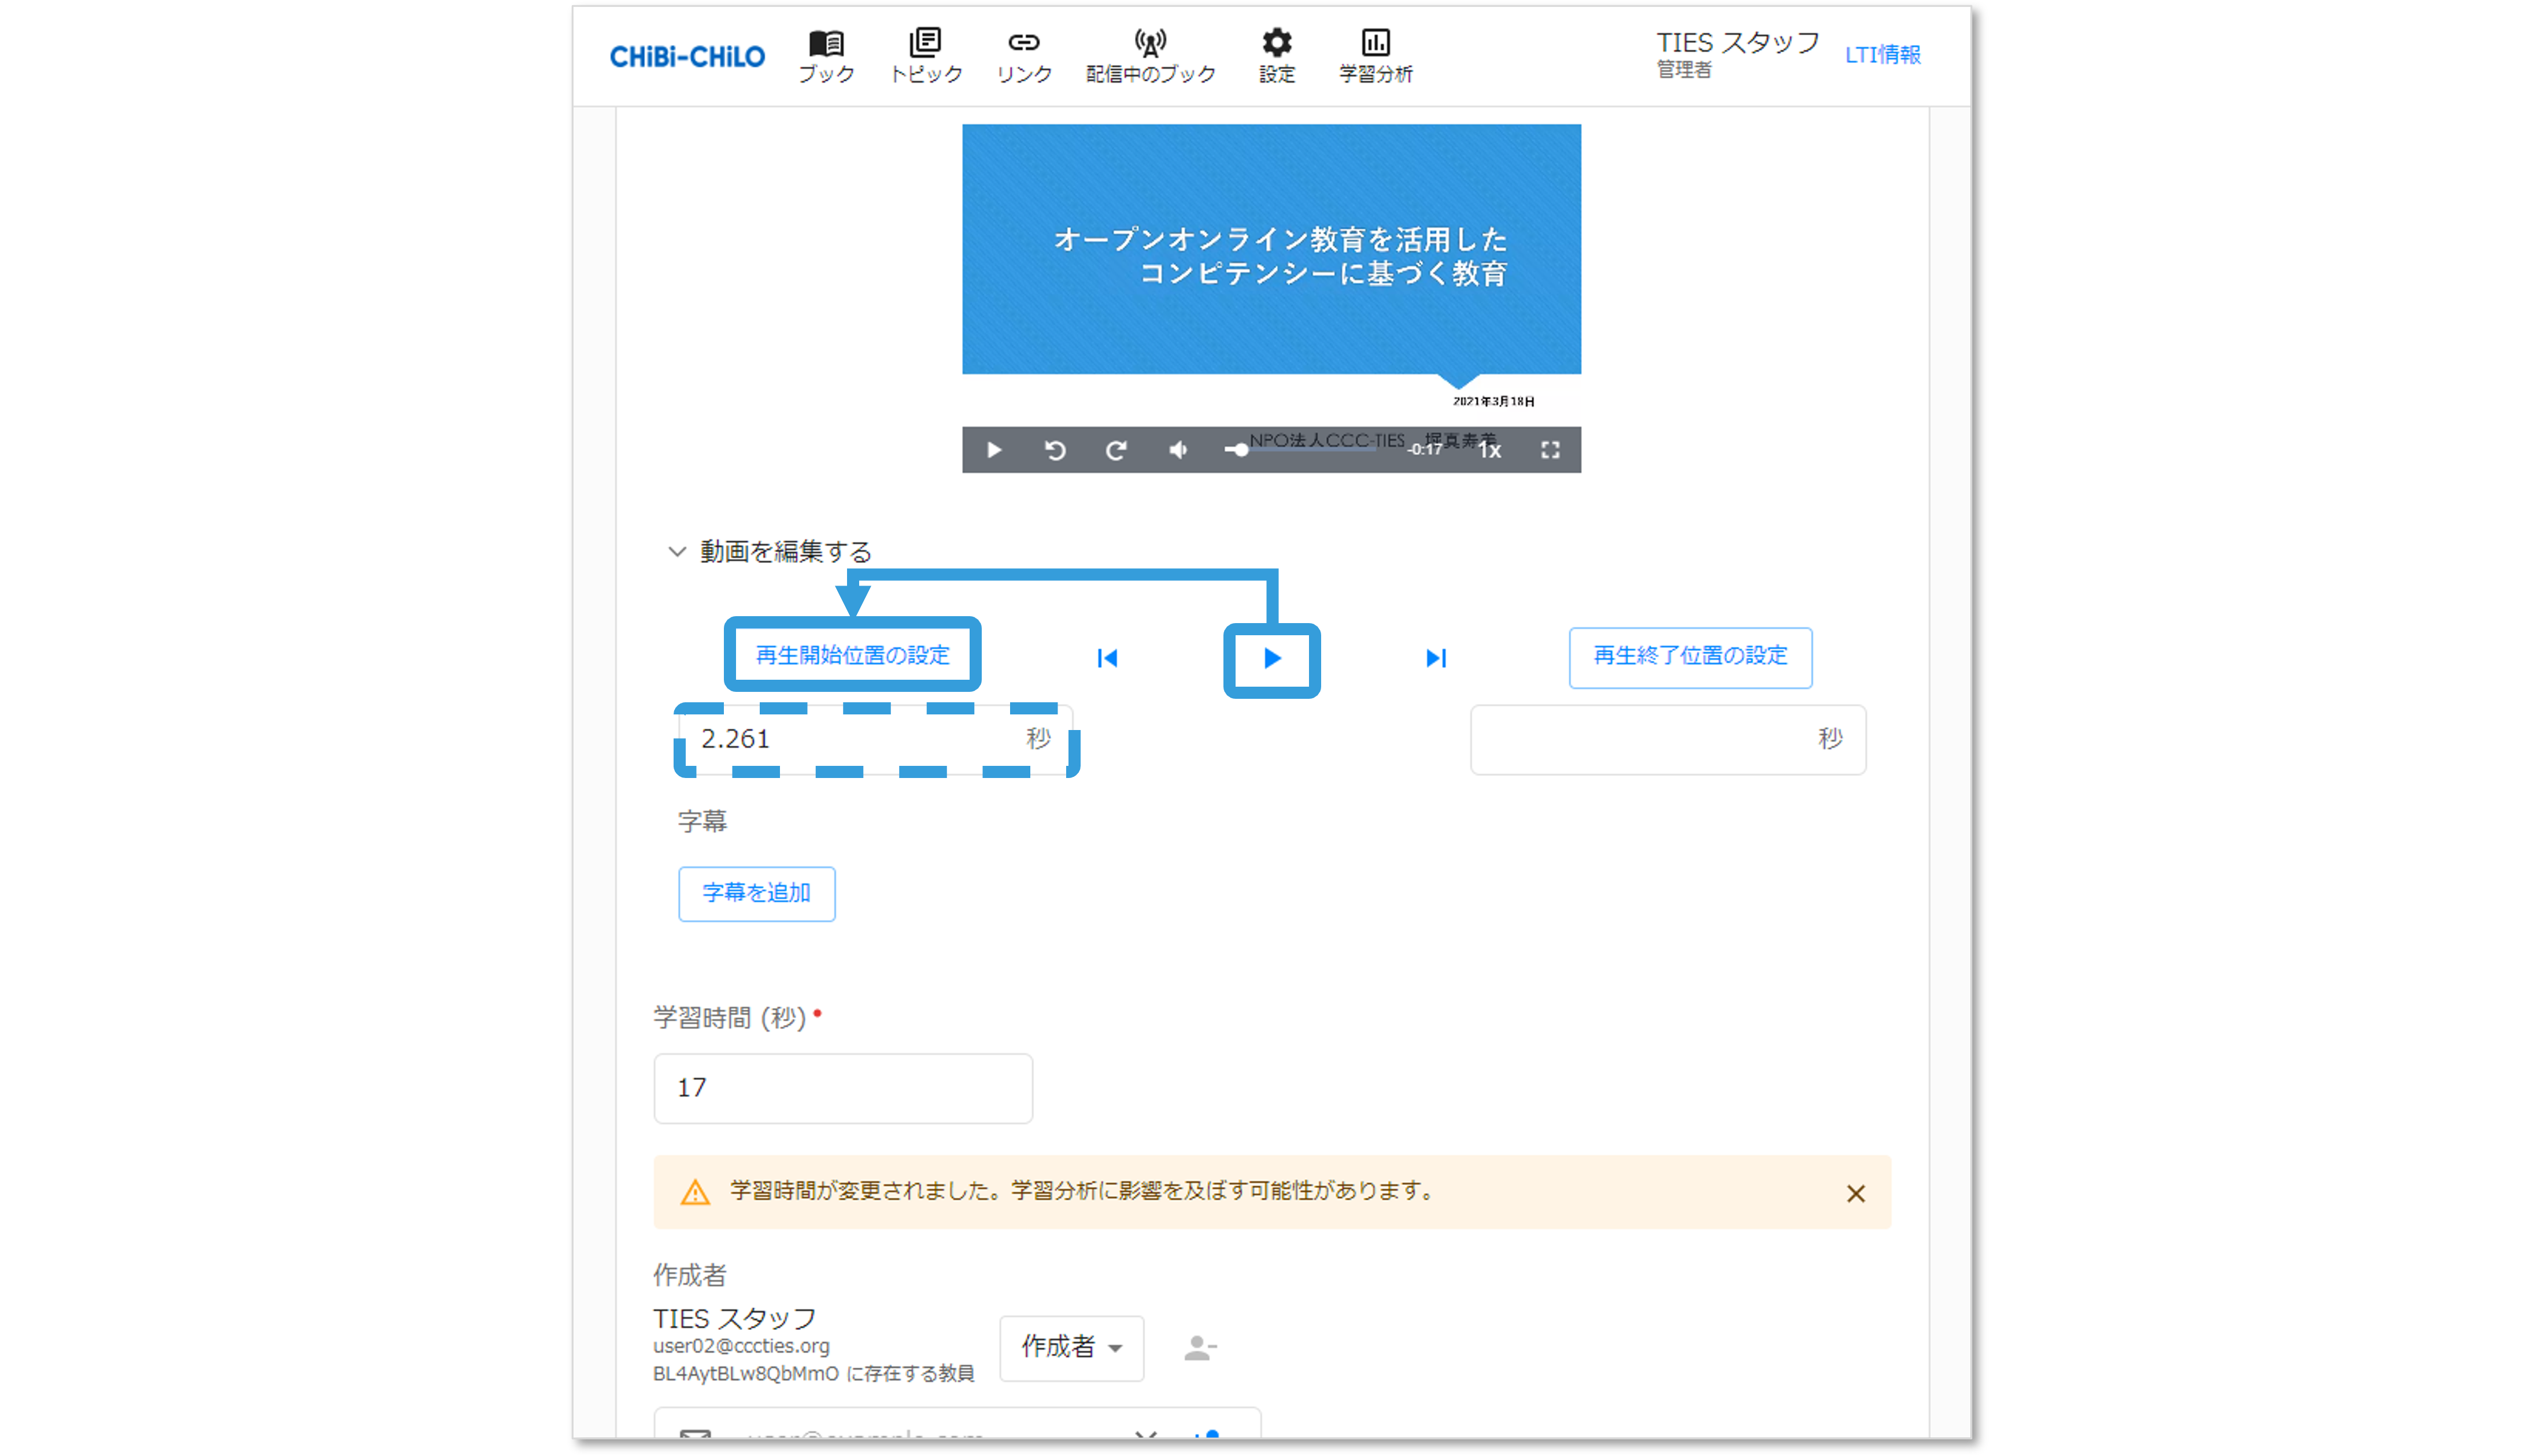 CHiBi-CHiLO
ブック
トピック
リンク
配信中のブック
設定
学習分析
TIES スタッフ
管理者
LTI情報
オープンオンライン教育を活用した
コンピテンシーに基づく教育
2021年3月18日
NPO法人CCC-TIES 堀真寿美
-0:17
1x
動画を編集する
再生開始位置の設定
再生終了位置の設定
2.261 秒
秒
字幕
字幕を追加
学習時間 (秒)
17
学習時間が変更されました。学習分析に影響を及ぼす可能性があります。
作成者
TIES スタッフ
user02@cccties.org
BL4AytBLw8QbMmO に存在する教員
作成者